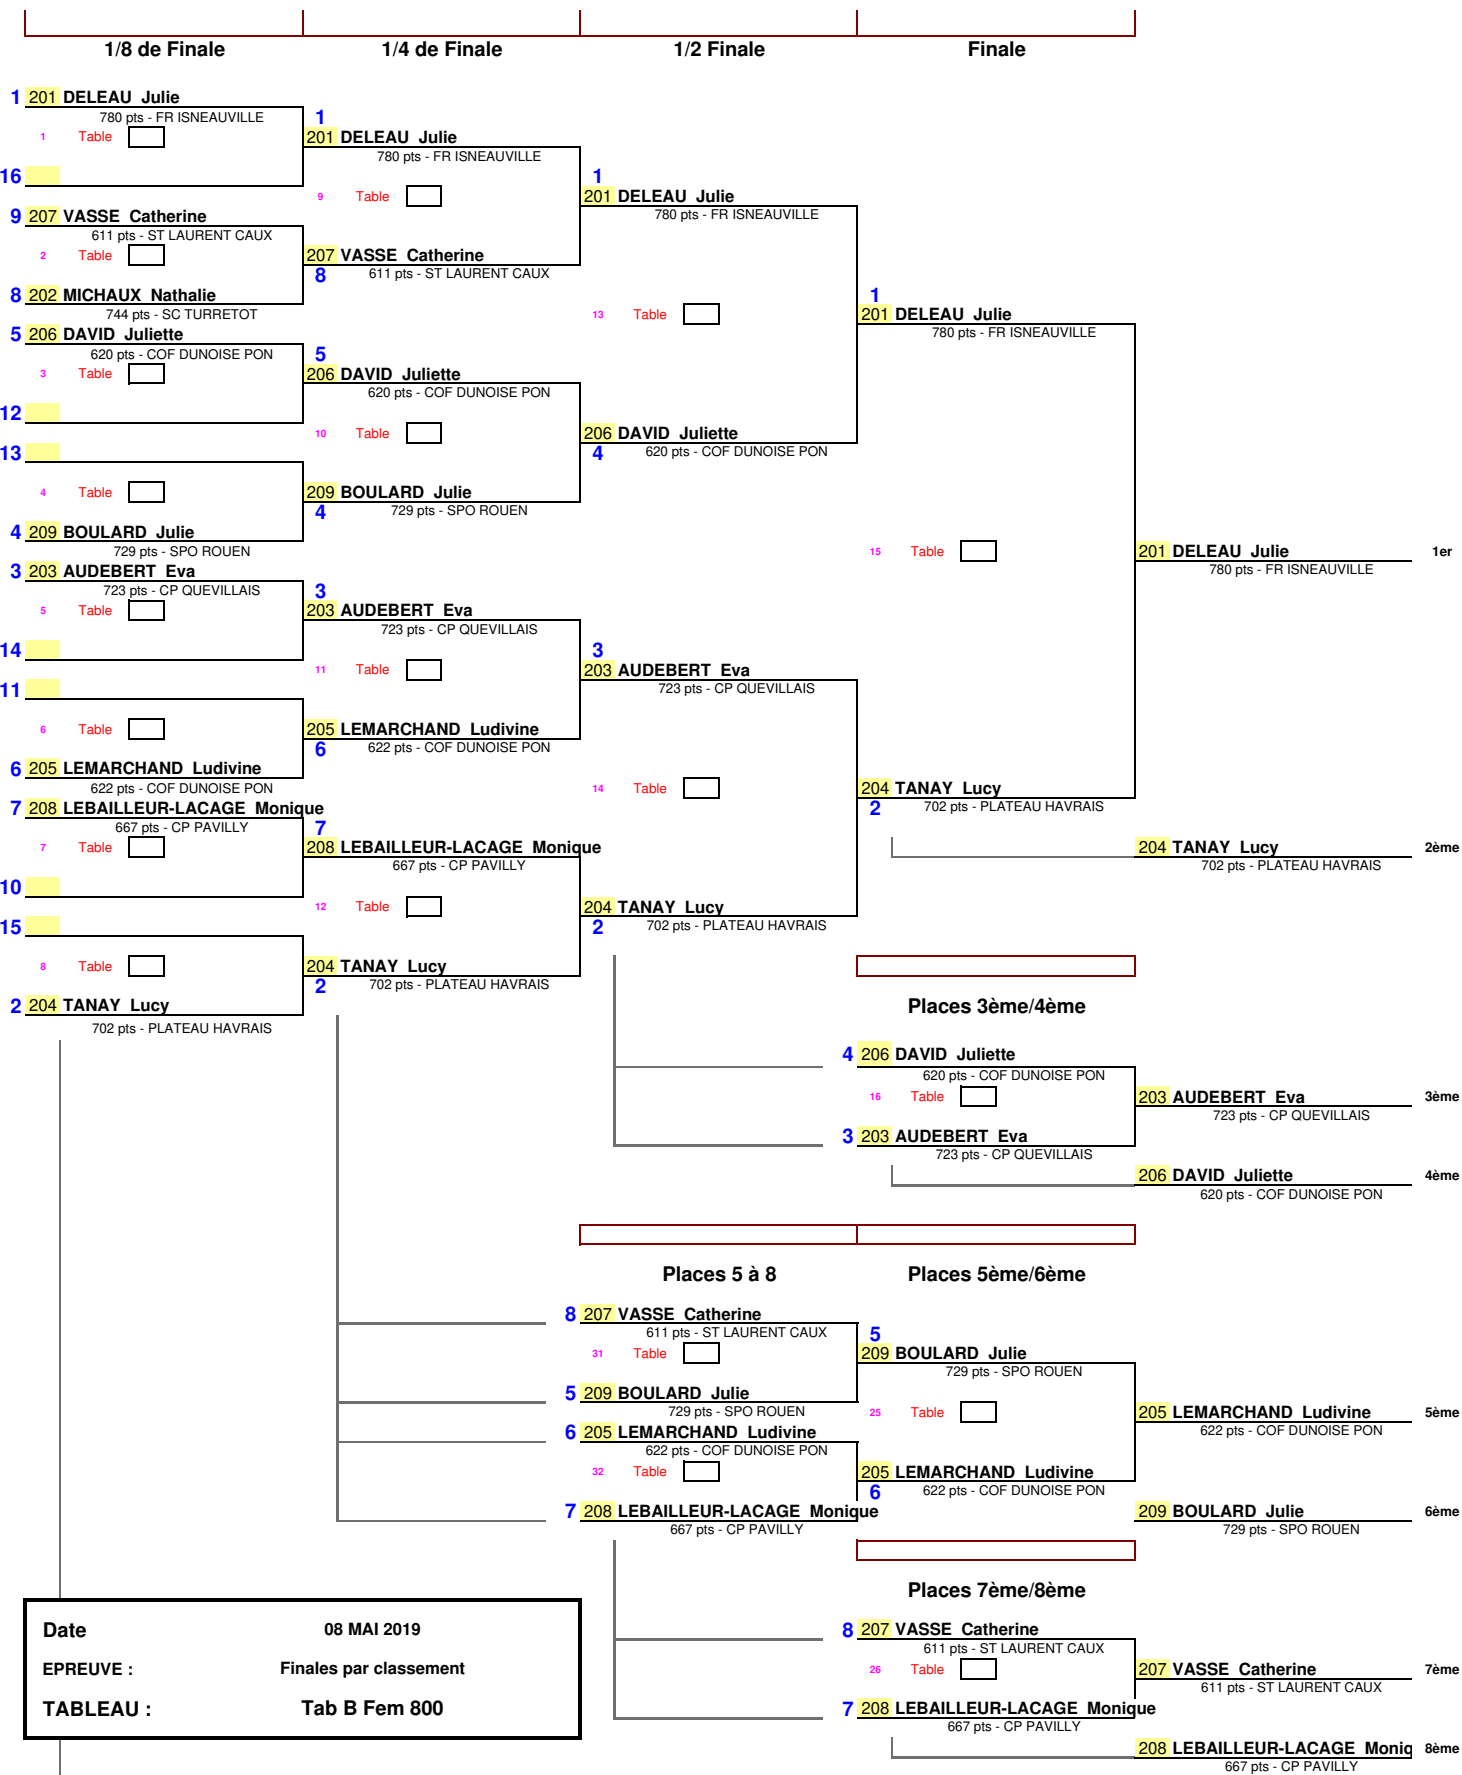 1/8 de Finale 1/4 de Finale 1/2 Finale Finale
1 201 DELEAU Julie
780 pts - FR ISNEAUVILLE
1 Table
16
9 207 VASSE Catherine
611 pts - ST LAURENT CAUX
2 Table
8 202 MICHAUX Nathalie
744 pts - SC TURRETOT
5 206 DAVID Juliette
620 pts - COF DUNOISE PON
3 Table
12
13
4 Table
4 209 BOULARD Julie
729 pts - SPO ROUEN
3 203 AUDEBERT Eva
723 pts - CP QUEVILLAIS
5 Table
14
11
6 Table
6 205 LEMARCHAND Ludivine
622 pts - COF DUNOISE PON
7 208 LEBAILLEUR-LACAGE Monique
667 pts - CP PAVILLY
7 Table
10
15
8 Table
2 204 TANAY Lucy
702 pts - PLATEAU HAVRAIS
1
201 DELEAU Julie
780 pts - FR ISNEAUVILLE
9 Table
207 VASSE Catherine
8 611 pts - ST LAURENT CAUX
5
206 DAVID Juliette
620 pts - COF DUNOISE PON
10 Table
209 BOULARD Julie
4 729 pts - SPO ROUEN
3
203 AUDEBERT Eva
723 pts - CP QUEVILLAIS
11 Table
205 LEMARCHAND Ludivine
6 622 pts - COF DUNOISE PON
7
208 LEBAILLEUR-LACAGE Monique
667 pts - CP PAVILLY
12 Table
204 TANAY Lucy
2 702 pts - PLATEAU HAVRAIS
1
201 DELEAU Julie
780 pts - FR ISNEAUVILLE
13 Table
206 DAVID Juliette
4 620 pts - COF DUNOISE PON
3
203 AUDEBERT Eva
723 pts - CP QUEVILLAIS
14 Table
204 TANAY Lucy
2 702 pts - PLATEAU HAVRAIS
1
201 DELEAU Julie
780 pts - FR ISNEAUVILLE
15 Table
204 TANAY Lucy
2 702 pts - PLATEAU HAVRAIS
201 DELEAU Julie 1er
780 pts - FR ISNEAUVILLE
204 TANAY Lucy 2ème
702 pts - PLATEAU HAVRAIS
Places 3ème/4ème
4 206 DAVID Juliette
620 pts - COF DUNOISE PON
16 Table
3 203 AUDEBERT Eva
723 pts - CP QUEVILLAIS
203 AUDEBERT Eva 3ème
723 pts - CP QUEVILLAIS
206 DAVID Juliette 4ème
620 pts - COF DUNOISE PON
Places 5 à 8 Places 5ème/6ème
8 207 VASSE Catherine
611 pts - ST LAURENT CAUX
31 Table
5 209 BOULARD Julie
729 pts - SPO ROUEN
6 205 LEMARCHAND Ludivine
622 pts - COF DUNOISE PON
32 Table
7 208 LEBAILLEUR-LACAGE Monique
667 pts - CP PAVILLY
5
209 BOULARD Julie
729 pts - SPO ROUEN
25 Table
205 LEMARCHAND Ludivine
6 622 pts - COF DUNOISE PON
205 LEMARCHAND Ludivine 5ème
622 pts - COF DUNOISE PON
209 BOULARD Julie 6ème
729 pts - SPO ROUEN
Places 7ème/8ème
8 207 VASSE Catherine
611 pts - ST LAURENT CAUX
26 Table
7 208 LEBAILLEUR-LACAGE Monique
667 pts - CP PAVILLY
207 VASSE Catherine 7ème
611 pts - ST LAURENT CAUX
208 LEBAILLEUR-LACAGE Moniq 8ème
667 pts - CP PAVILLY
Date 08 MAI 2019
EPREUVE : Finales par classement
TABLEAU : Tab B Fem 800